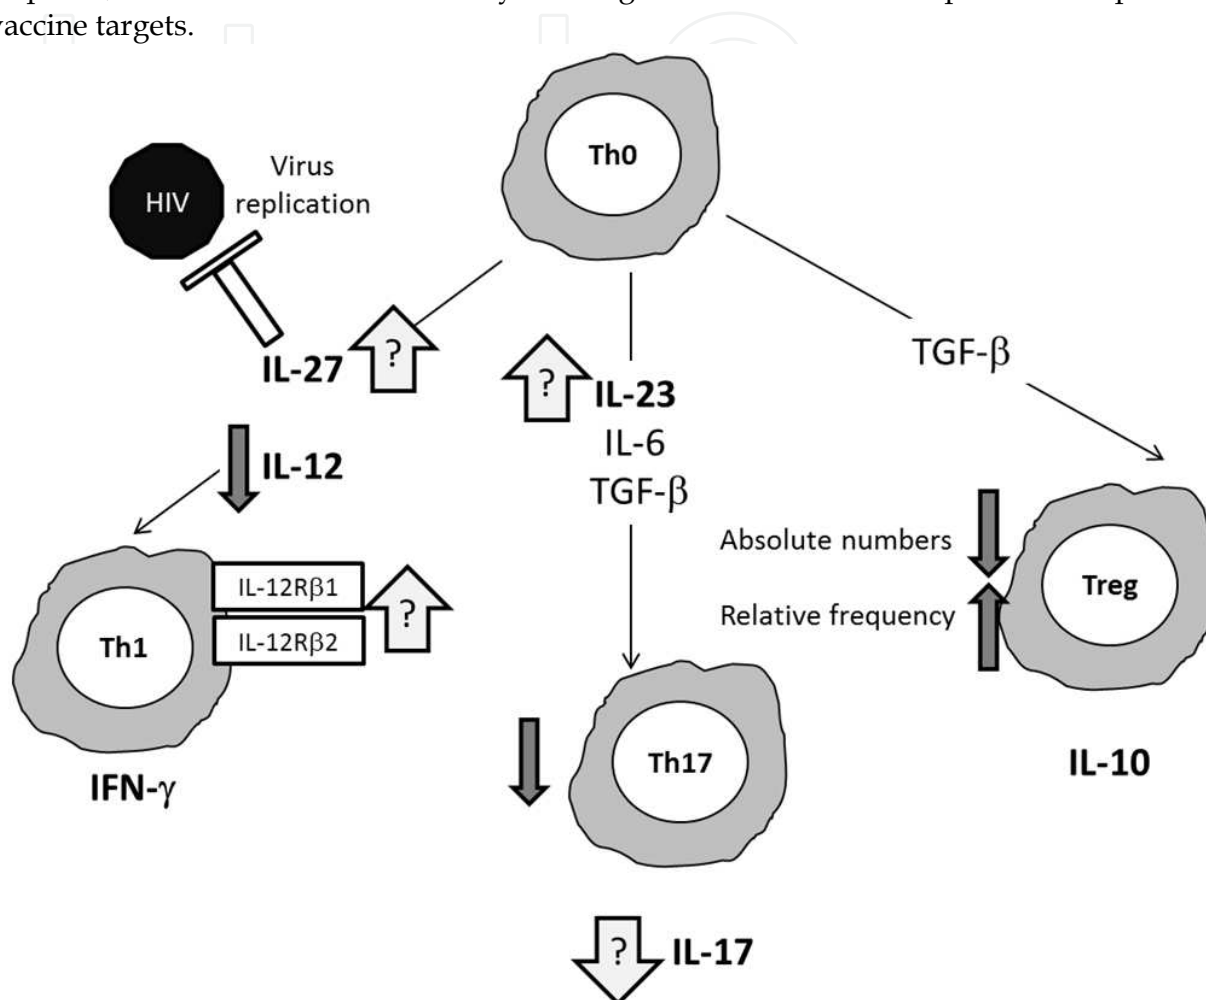 vaccine targets.
Th0
HIV
Virus
replication
IL-27
?
?
IL-23
IL-6
TGF-β
TGF-β
IL-12
IL-12Rβ1
IL-12Rβ2
?
Th1
IFN-γ
Absolute numbers
Relative frequency
Treg
IL-10
Th17
?
IL-17